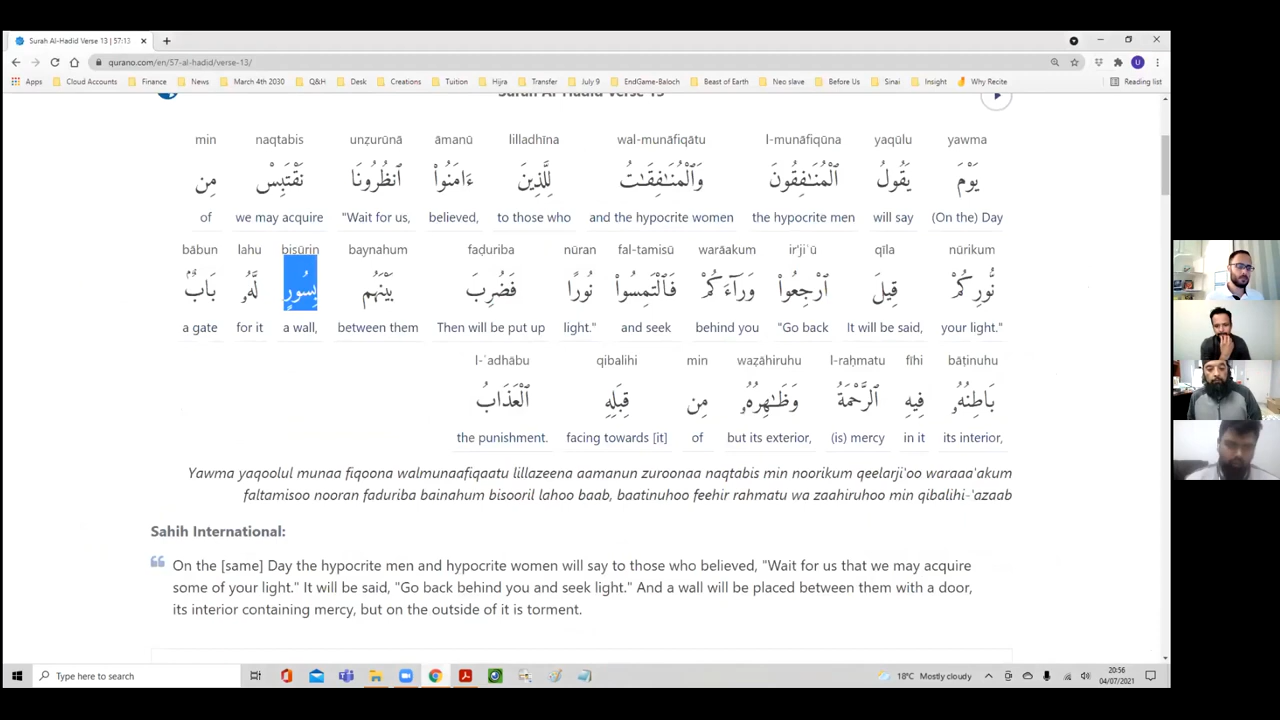 Surah Al-Hadid Verse 13 | 57:13
qurano.com/en/57-al-hadid/verse-13/
Apps Cloud Accounts Finance News March 4th 2030 Q&H Desk Creations Tuition Hijra Transfer July 9 EndGame-Baloch Beast of Earth Neo slave Before Us Sinai Insight Why Recite Reading list
Surah Al-Hadid Verse 13
min naqtabis unẓurūnā āmanū lilladhīna wal-munāfiqātu l-munāfiqūna yaqūlu yawma
يَوْمَ يَقُولُ ٱلْمُنَـٰفِقُونَ وَٱلْمُنَـٰفِقَـٰتُ لِلَّذِينَ ءَامَنُوا۟ ٱنظُرُونَا نَقْتَبِسْ مِن
of we may acquire "Wait for us, believed, to those who and the hypocrite women the hypocrite men will say (On the) Day
bābun lahu bisūrin baynahum faḍuriba nūran fal-tamisū warāakum ir'jiʿū qīla nūrikum
نُّورِكُمْ قِيلَ ٱرْجِعُوا۟ وَرَآءَكُمْ فَٱلْتَمِسُوا۟ نُورًا فَضُرِبَ بَيْنَهُم بِسُورٍ لَّهُۥ بَابٌۢ
a gate for it a wall, between them Then will be put up light." and seek behind you "Go back It will be said, your light."
l-ʿadhābu qibalihi min waẓāhiruhu l-raḥmatu fīhi bāṭinuhu
بَاطِنُهُۥ فِيهِ ٱلرَّحْمَةُ وَظَـٰهِرُهُۥ مِن قِبَلِهِ ٱلْعَذَابُ
the punishment. facing towards [it] of but its exterior, (is) mercy in it its interior,
Yawma yaqoolul munaa fiqoona walmunaafiqaatu lillazeena aamanun zuroonaa naqtabis min noorikum qeelarji'oo waraaa'akum
faltamisoo nooran faduriba bainahum bisooril lahoo baab, baatinuhoo feehir rahmatu wa zaahiruhoo min qibalihi-'azaab
Sahih International:
On the [same] Day the hypocrite men and hypocrite women will say to those who believed, "Wait for us that we may acquire
some of your light." It will be said, "Go back behind you and seek light." And a wall will be placed between them with a door,
its interior containing mercy, but on the outside of it is torment.
Type here to search
18°C Mostly cloudy
20:56
04/07/2021